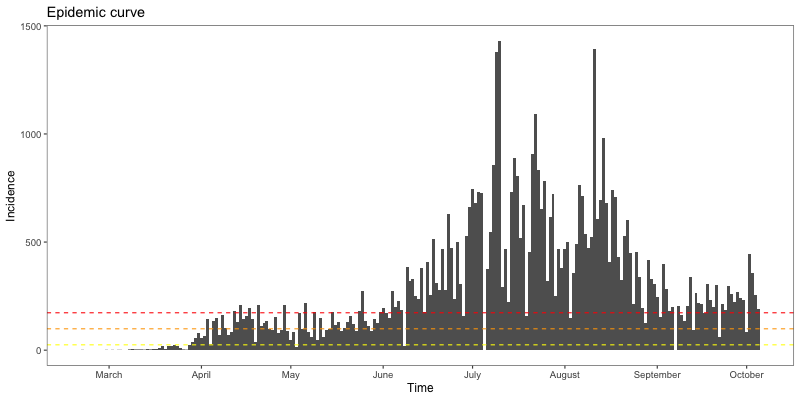 Epidemic curve
1500
1000
500
0
Incidence
March April May June July August September October
Time